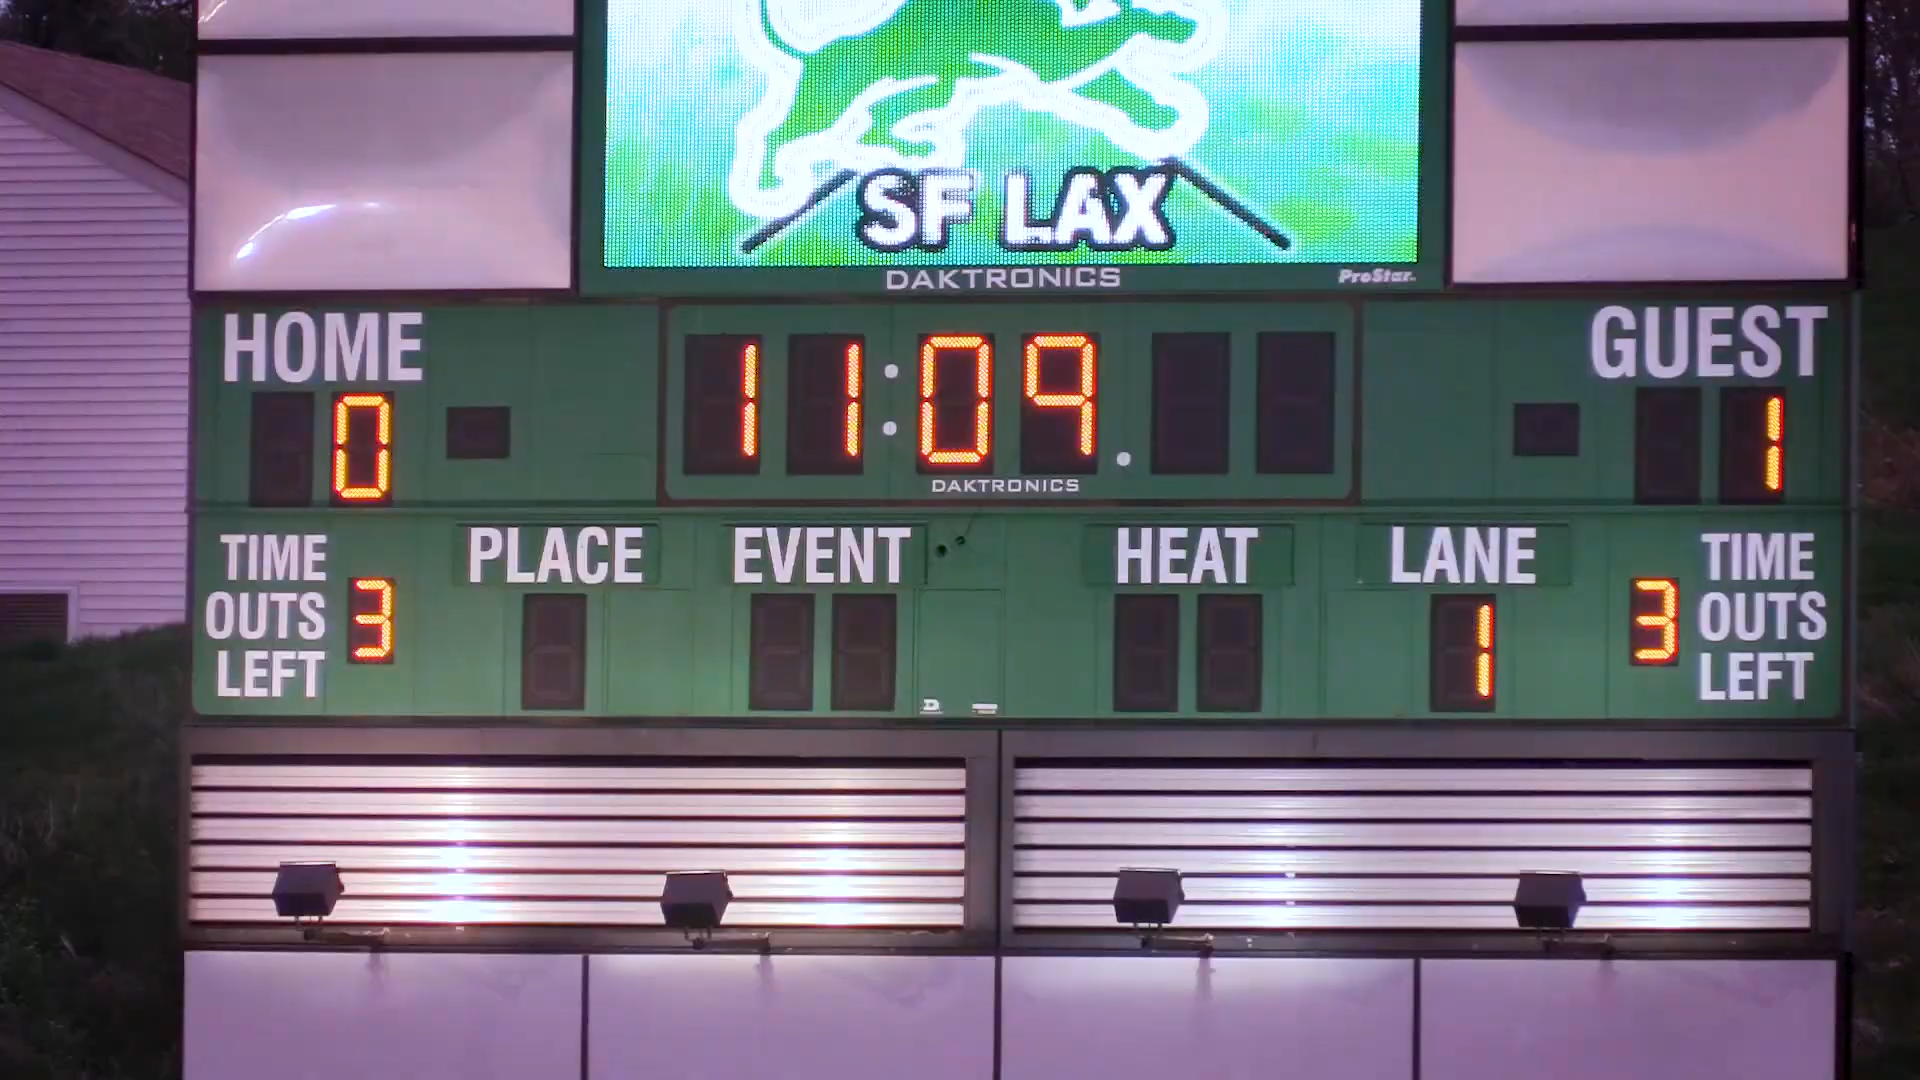 SF LAX
DAKTRONICS
ProStar
HOME
11:09
GUEST
0
1
DAKTRONICS
TIME OUTS LEFT
3
PLACE
EVENT
HEAT
LANE
1
3
TIME OUTS LEFT